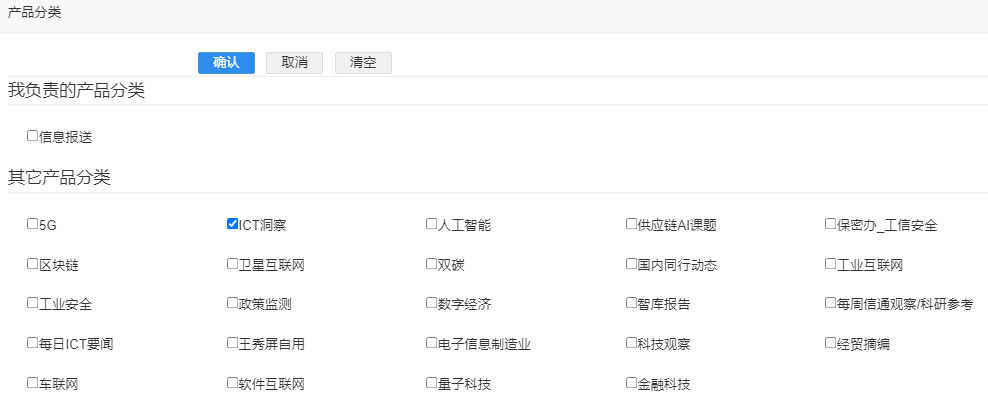 产品分类
确认 取消 清空
我负责的产品分类
信息报送
其它产品分类
5G ICT洞察 人工智能 供应链AI课题 保密办_工信安全
区块链 卫星互联网 双碳 国内同行动态 工业互联网
工业安全 政策监测 数字经济 智库报告 每周信通观察/科研参考
每日ICT要闻 王秀屏自用 电子信息制造业 科技观察 经贸摘编
车联网 软件互联网 量子科技 金融科技